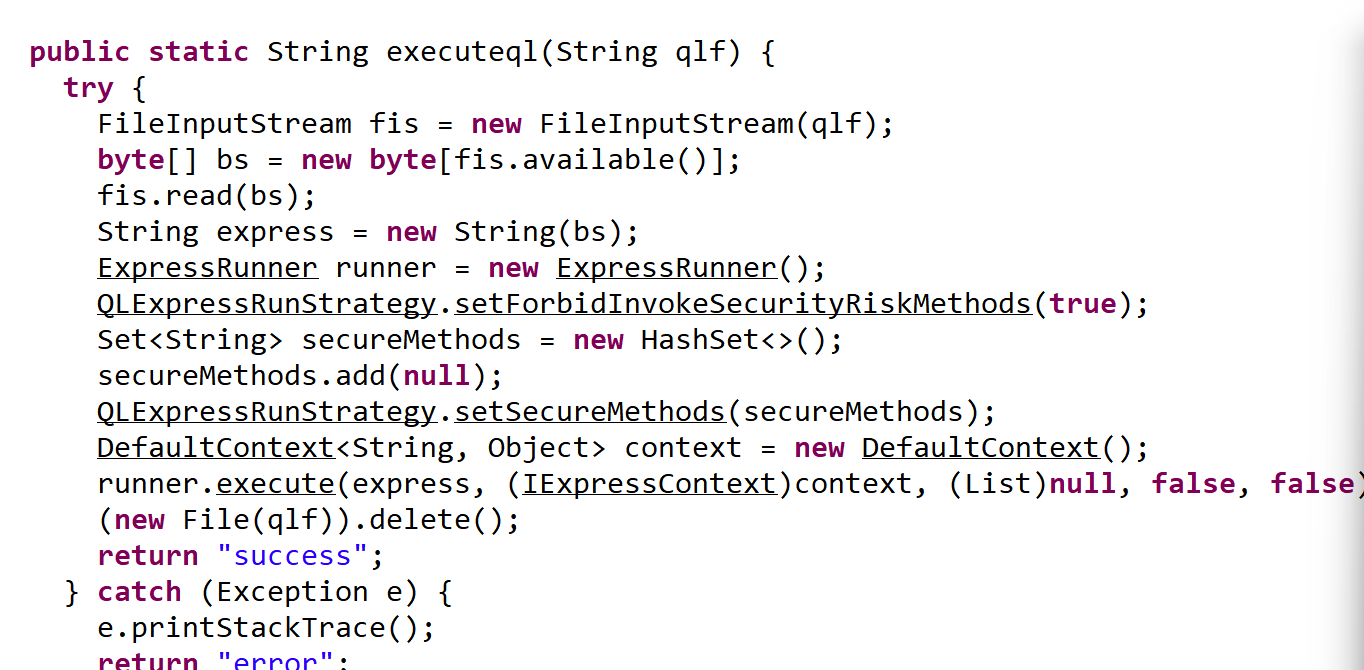 public static String executeql(String qlf) {
try {
FileInputStream fis = new FileInputStream(qlf);
byte[] bs = new byte[fis.available()];
fis.read(bs);
String express = new String(bs);
ExpressRunner runner = new ExpressRunner();
QLExpressRunStrategy.setForbidInvokeSecurityRiskMethods(true);
Set<String> secureMethods = new HashSet<>();
secureMethods.add(null);
QLExpressRunStrategy.setSecureMethods(secureMethods);
DefaultContext<String, Object> context = new DefaultContext();
runner.execute(express, (IExpressContext)context, (List)null, false, false)
(new File(qlf)).delete();
return "success";
} catch (Exception e) {
e.printStackTrace();
return "error";